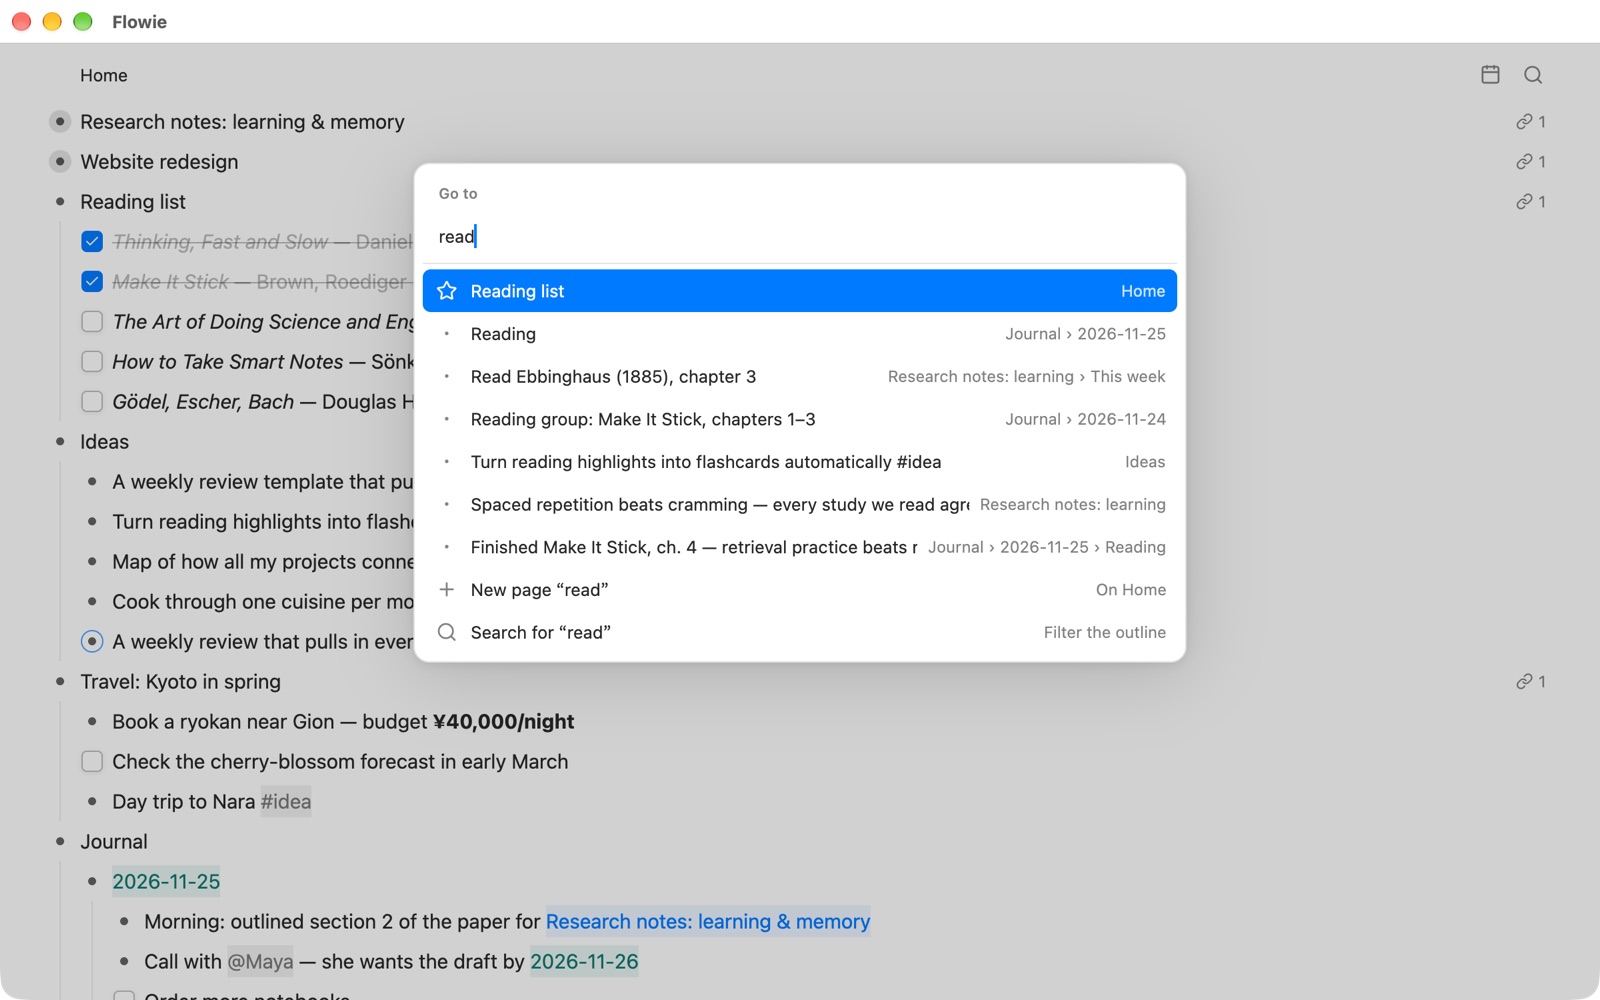 Flowie
Home
Research notes: learning & memory 1
Website redesign 1
Reading list 1
Thinking, Fast and Slow — Daniel
Make It Stick — Brown, Roediger
The Art of Doing Science and Eng
How to Take Smart Notes — Sönk
Gödel, Escher, Bach — Douglas H
Ideas
A weekly review template that pu
Turn reading highlights into flash
Map of how all my projects conne
Cook through one cuisine per mo
A weekly review that pulls in ever
Travel: Kyoto in spring 1
Book a ryokan near Gion — budget ¥40,000/night
Check the cherry-blossom forecast in early March
Day trip to Nara #idea
Journal
2026-11-25
Morning: outlined section 2 of the paper for Research notes: learning & memory
Call with @Maya — she wants the draft by 2026-11-26
Order more notebooks
Go to
read
Reading list Home
Reading Journal › 2026-11-25
Read Ebbinghaus (1885), chapter 3 Research notes: learning › This week
Reading group: Make It Stick, chapters 1–3 Journal › 2026-11-24
Turn reading highlights into flashcards automatically #idea Ideas
Spaced repetition beats cramming — every study we read agre Research notes: learning
Finished Make It Stick, ch. 4 — retrieval practice beats r Journal › 2026-11-25 › Reading
New page “read” On Home
Search for “read” Filter the outline